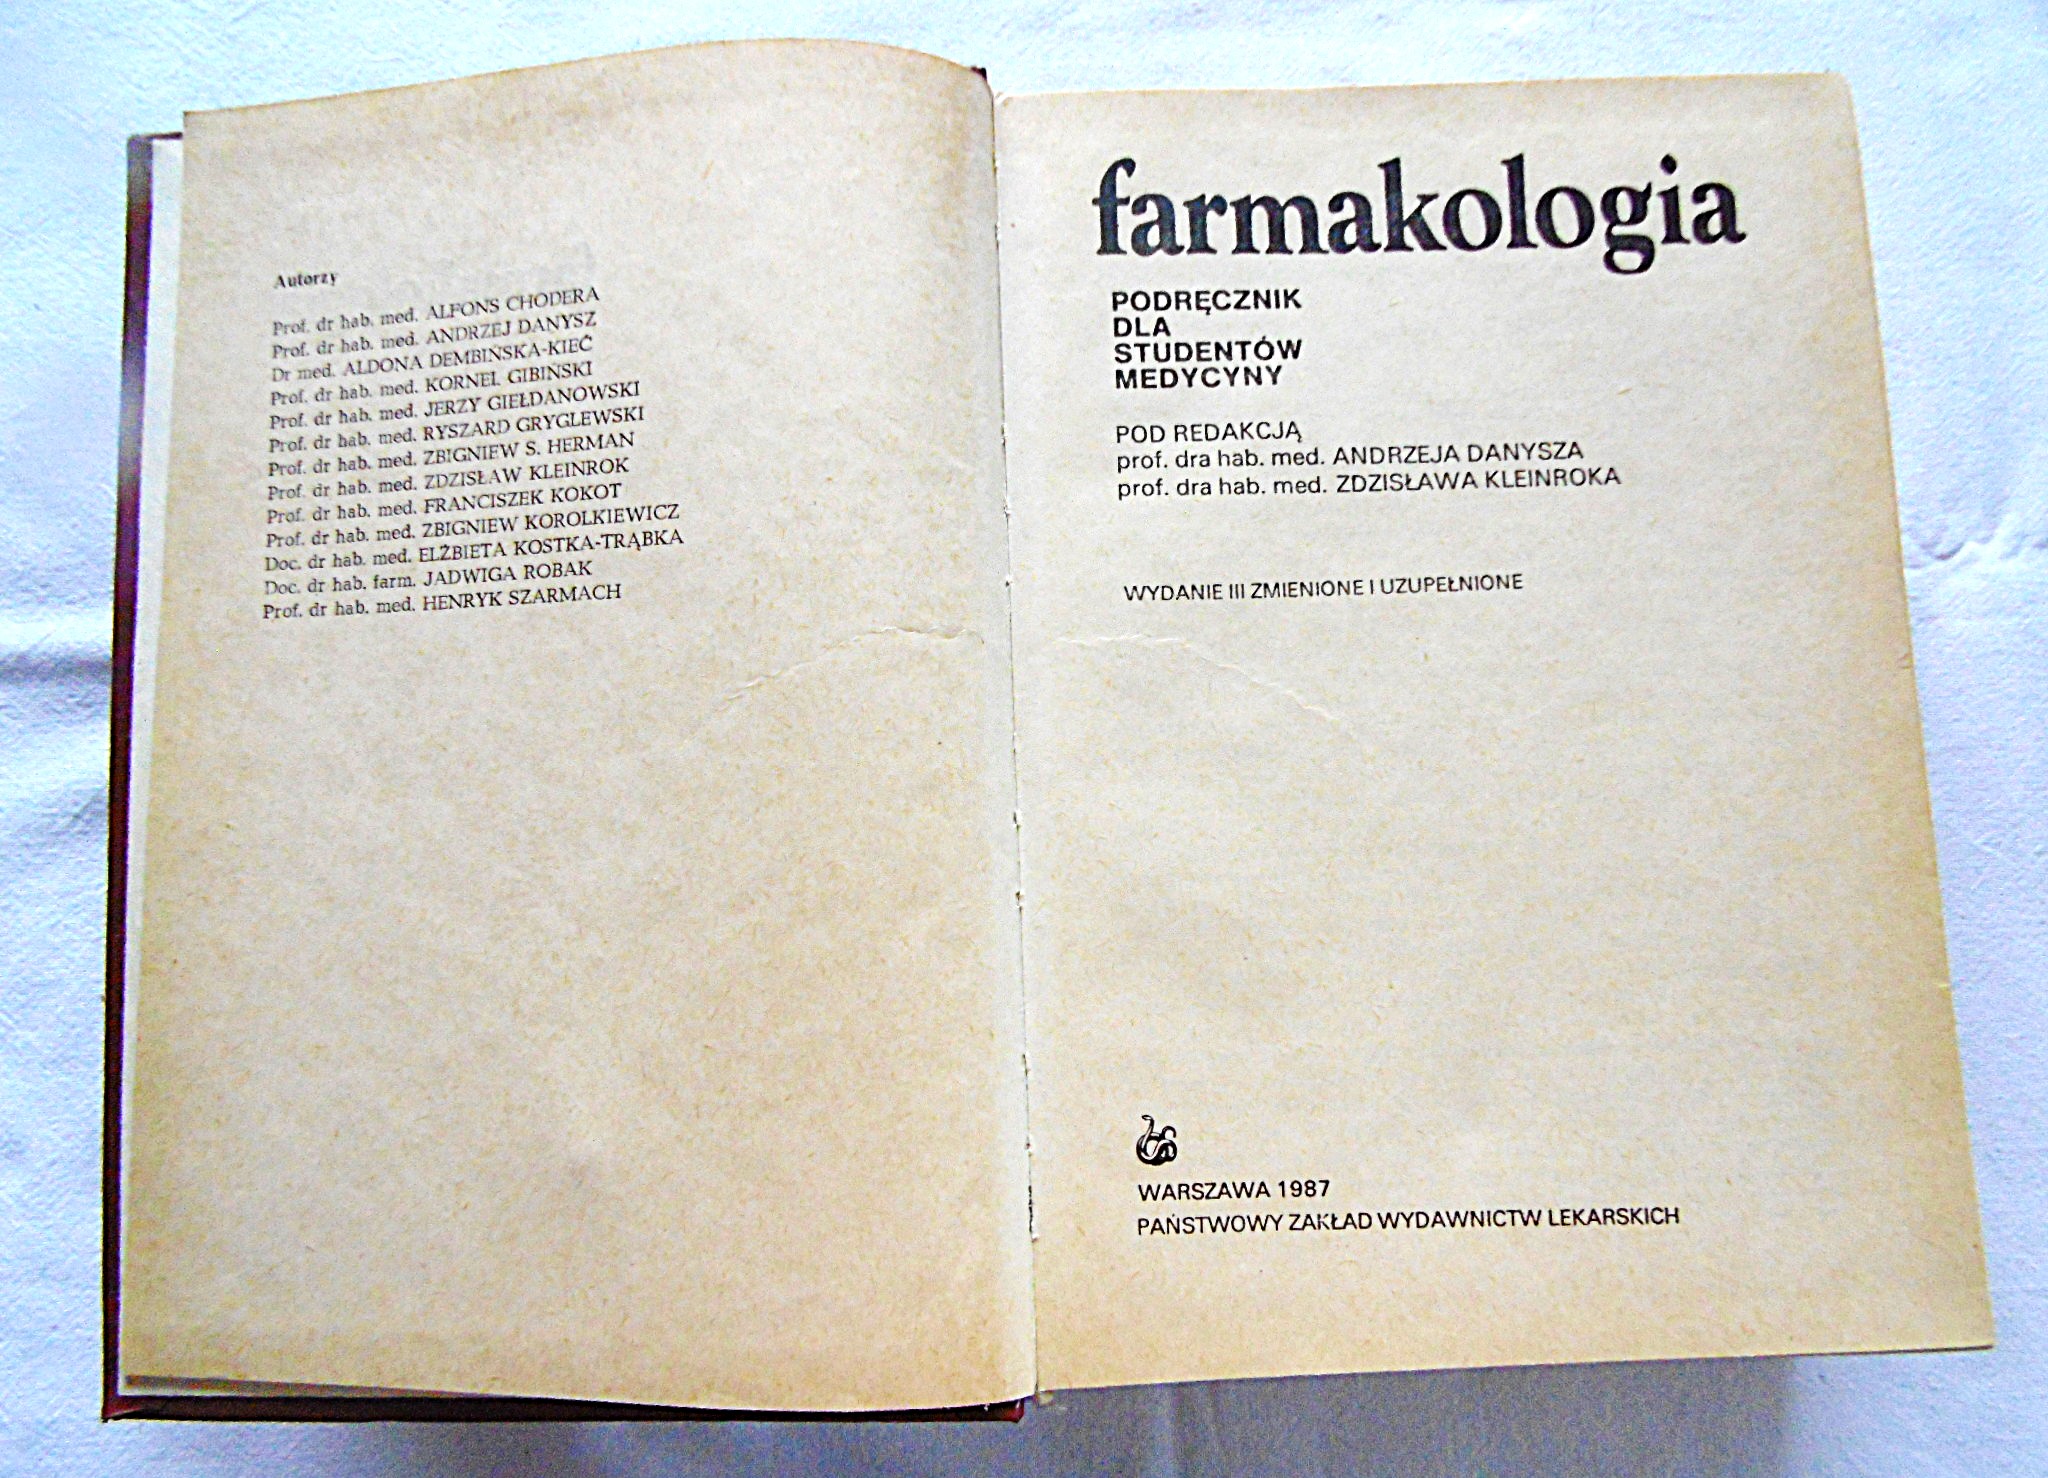 Autorzy
Prof. dr hab. med. ALFONS CHODERA
Prof. dr hab. med. ANDRZEJ DANYSZ
Dr med. ALDONA DEMBIŃSKA-KIEĆ
Prof. dr hab. med. KORNEL GIBIŃSKI
Prof. dr hab. med. JERZY GIEŁDANOWSKI
Prof. dr hab. med. RYSZARD GRYGLEWSKI
Prof. dr hab. med. ZBIGNIEW S. HERMAN
Prof. dr hab. med. ZDZISŁAW KLEINROK
Prof. dr hab. med. FRANCISZEK KOKOT
Prof. dr hab. med. ZBIGNIEW KOROLKIEWICZ
Doc. dr hab. med. ELŻBIETA KOSTKA-TRĄBKA
Doc. dr hab. farm. JADWIGA ROBAK
Prof. dr hab. med. HENRYK SZARMACH
farmakologia
PODRĘCZNIK
DLA
STUDENTÓW
MEDYCYNY
POD REDAKCJĄ
prof. dra hab. med. ANDRZEJA DANYSZA
prof. dra hab. med. ZDZISŁAWA KLEINROKA
WYDANIE III ZMIENIONE I UZUPEŁNIONE
WARSZAWA 1987
PAŃSTWOWY ZAKŁAD WYDAWNICTW LEKARSKICH